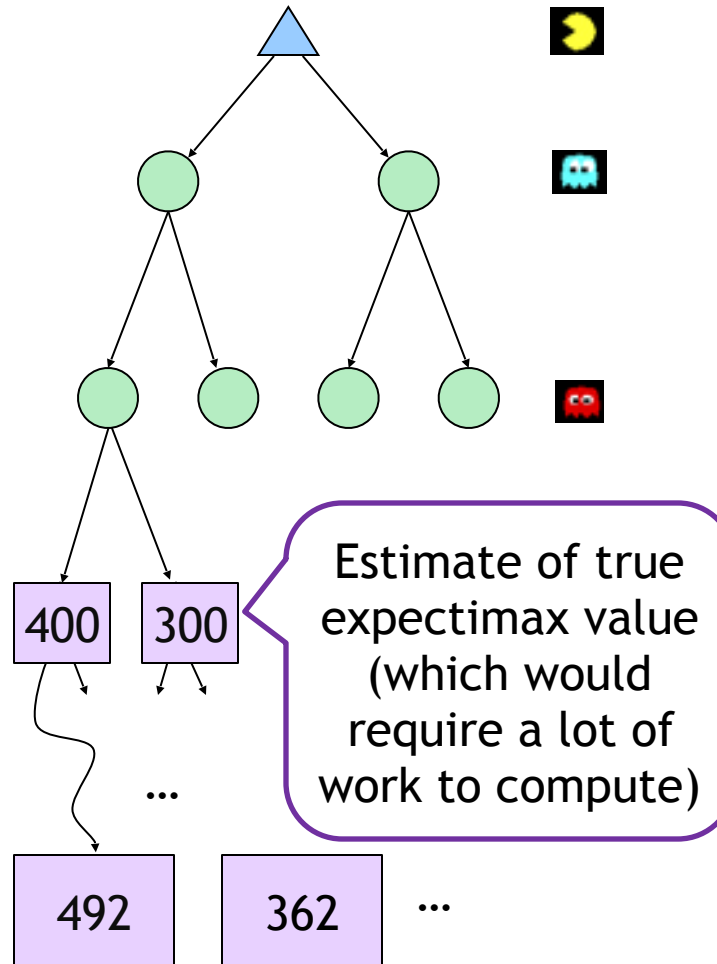 400 300
Estimate of true
expectimax value
(which would
require a lot of
work to compute)
...
492 362 ...